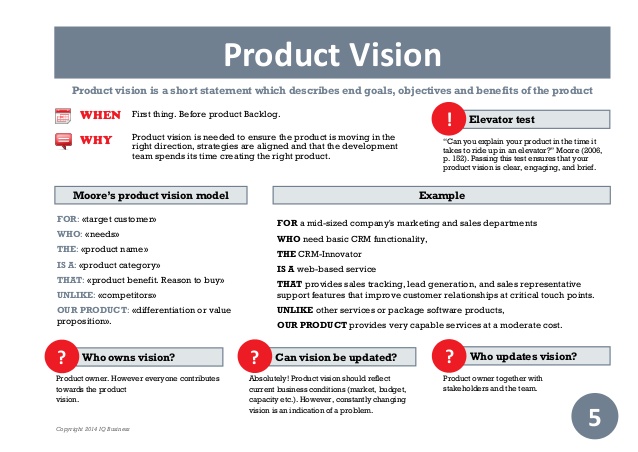 Product Vision
Product vision is a short statement which describes end goals, objectives and benefits of the product
WHEN First thing. Before product Backlog.
WHY Product vision is needed to ensure the product is moving in the
right direction, strategies are aligned and that the development
team spends its time creating the right product.
! Elevator test
“Can you explain your product in the time it
takes to ride up in an elevator?” Moore (2006,
p. 152). Passing this test ensures that your
product vision is clear, engaging, and brief.
Moore’s product vision model
FOR: «target customer»
WHO: «needs»
THE: «product name»
IS A: «product category»
THAT: «product benefit. Reason to buy»
UNLIKE: «competitors»
OUR PRODUCT: «differentiation or value
proposition».
Example
FOR a mid-sized company's marketing and sales departments
WHO need basic CRM functionality,
THE CRM-Innovator
IS A web-based service
THAT provides sales tracking, lead generation, and sales representative
support features that improve customer relationships at critical touch points.
UNLIKE other services or package software products,
OUR PRODUCT provides very capable services at a moderate cost.
? Who owns vision?
Product owner. However everyone contributes
towards the product
vision.
? Can vision be updated?
Absolutely! Product vision should reflect
current business conditions (market, budget,
capacity etc.). However, constantly changing
vision is an indication of a problem.
? Who updates vision?
Product owner together with
stakeholders and the team.
Copyright 2014 IQ Business
5